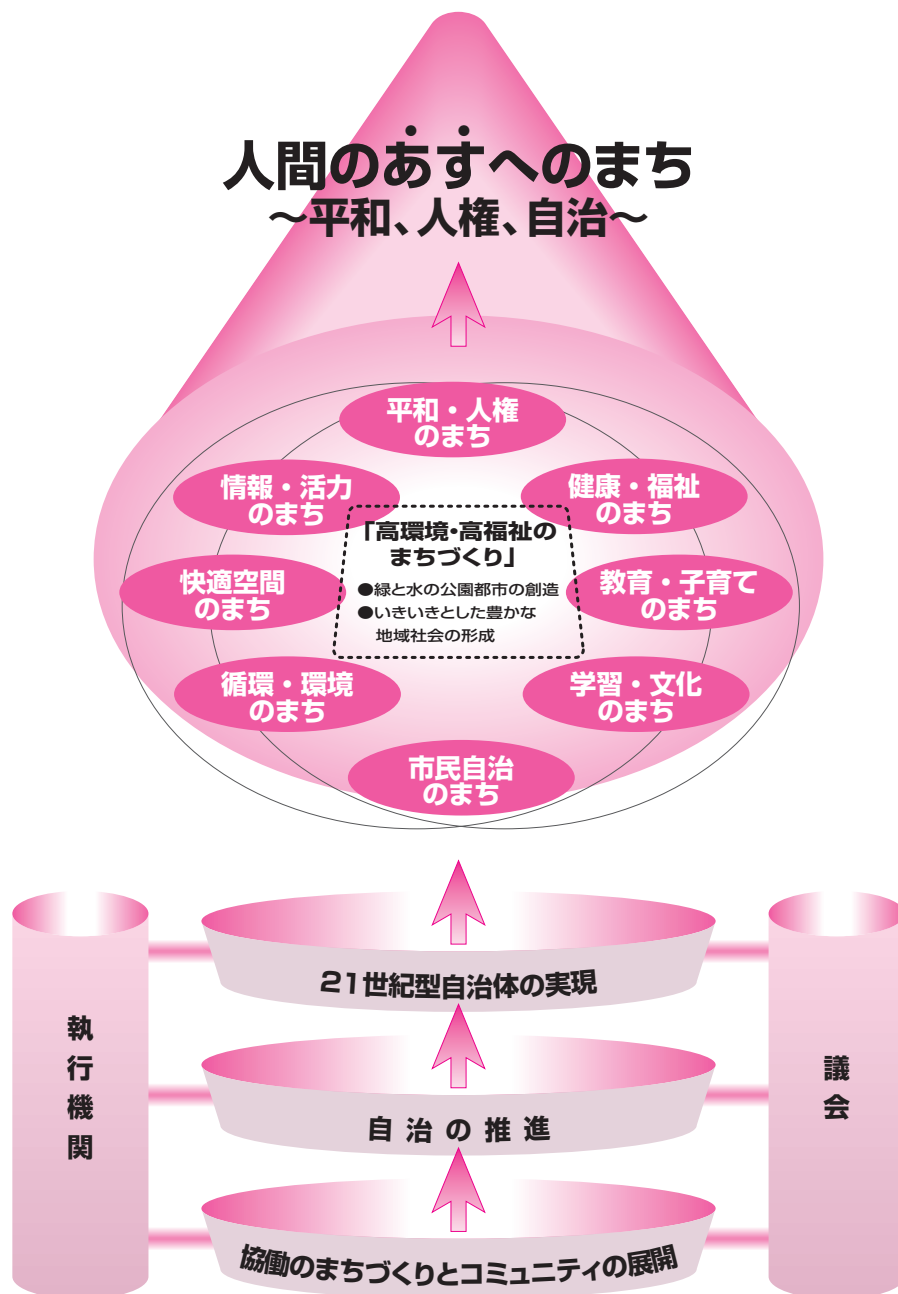 人間のあすへのまち
～平和、人権、自治～
平和・人権
のまち
情報・活力
のまち
健康・福祉
のまち
「高環境・高福祉の
まちづくり」
●緑と水の公園都市の創造
●いきいきとした豊かな
地域社会の形成
快適空間
のまち
教育・子育て
のまち
循環・環境
のまち
学習・文化
のまち
市民自治
のまち
21世紀型自治体の実現
執行機関
議会
自治の推進
協働のまちづくりとコミュニティの展開